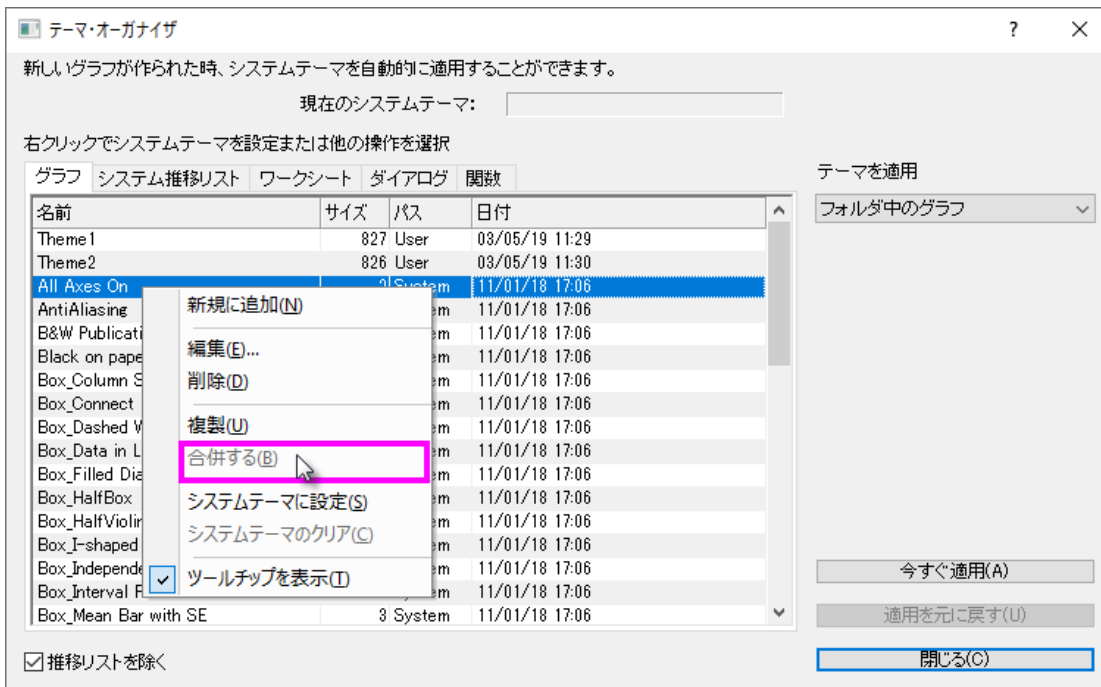 テーマ・オーガナイザ ? ×
新しいグラフが作られた時、システムテーマを自動的に適用することができます。
現在のシステムテーマ:
右クリックでシステムテーマを設定または他の操作を選択
グラフ システム推移リスト ワークシート ダイアログ 関数
名前 サイズ パス 日付
Theme1 827 User 03/05/19 11:29
Theme2 826 User 03/05/19 11:30
All Axes On System 11/01/18 17:06
AntiAliasing em 11/01/18 17:06
B&W Publicati em 11/01/18 17:06
Black on pape em 11/01/18 17:06
Box_Column S em 11/01/18 17:06
Box_Connect em 11/01/18 17:06
Box_Dashed W em 11/01/18 17:06
Box_Data in L em 11/01/18 17:06
Box_Filled Dia em 11/01/18 17:06
Box_HalfBox em 11/01/18 17:06
Box_HalfViolin em 11/01/18 17:06
Box_I-shaped em 11/01/18 17:06
Box_Independe em 11/01/18 17:06
Box_Interval 11/01/18 17:06
Box_Mean Bar with SE 3 System 11/01/18 17:06
新規に追加(N)
編集(E)...
削除(D)
複製(U)
合併する(B)
システムテーマに設定(S)
システムテーマのクリア(C)
ツールチップを表示(T)
推移リストを除く
テーマを適用
フォルダ中のグラフ
今すぐ適用(A)
適用を元に戻す(U)
閉じる(C)